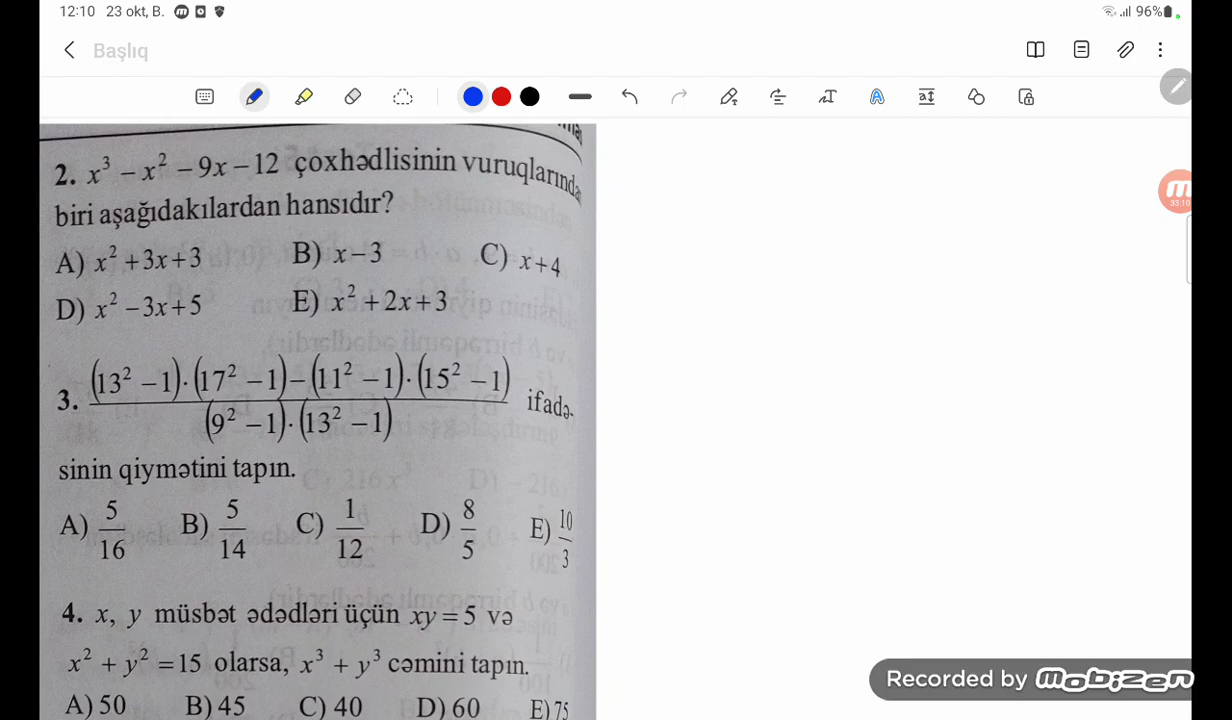 12:10 23 okt, B. 96%
Başlıq
2. x³ − x² − 9x − 12 çoxhədlisinin vuruqlarında
biri aşağıdakılardan hansıdır?
A) x² + 3x + 3 B) x − 3 C) x + 4
D) x² − 3x + 5 E) x² + 2x + 3
(13² − 1)·(17² − 1) − (11² − 1)·(15² − 1)
3. ifadə-
(9² − 1)·(13² − 1)
sinin qiymətini tapın.
A) 5/16 B) 5/14 C) 1/12 D) 8/5 E) 10/3
4. x, y müsbət ədədləri üçün xy = 5 və
x² + y² = 15 olarsa, x³ + y³ cəmini tapın.
A) 50 B) 45 C) 40 D) 60 E) 75
33:10
Recorded by mobizen